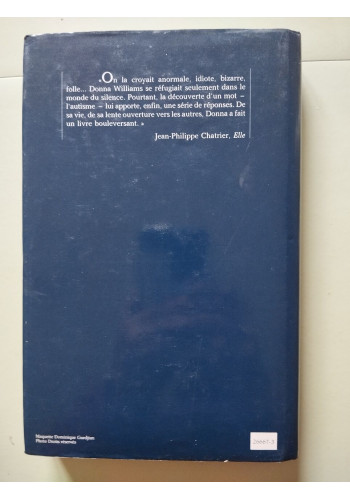 «On la croyait anormale, idiote, bizarre,
folle... Donna Williams se réfugiait seulement dans le
monde du silence. Pourtant, la découverte d'un mot –
l'autisme – lui apporte, enfin, une série de réponses. De
sa vie, de sa lente ouverture vers les autres, Donna a fait
un livre bouleversant. »
Jean-Philippe Chatrier, Elle
Maquette Dominique
Photo Droits réservés